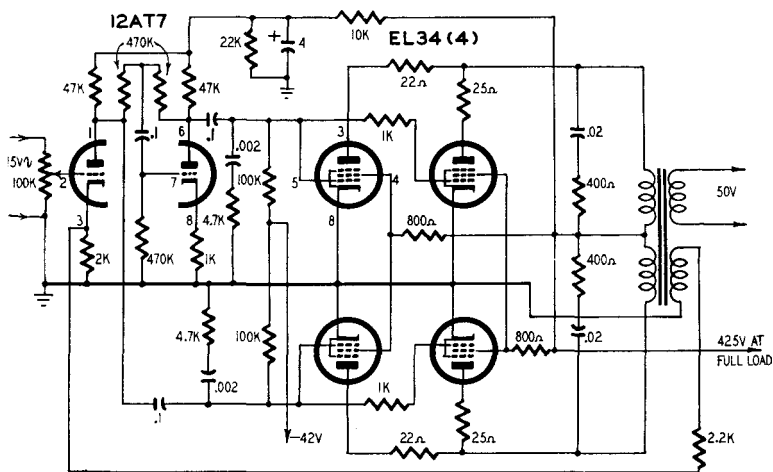 12AT7
470K
47K
47K
22K
+
4
10K
EL34 (4)
22Ω
25Ω
1
6
.1
.1
.002
3
1K
.02
15V∿
100K
2
7
100K
5
4
400Ω
50V
3
8
4.7K
8
800Ω
2K
470K
1K
400Ω
4.7K
100K
800Ω
.02
425V AT
FULL LOAD
.002
1K
.1
−42V
22Ω
25Ω
2.2K